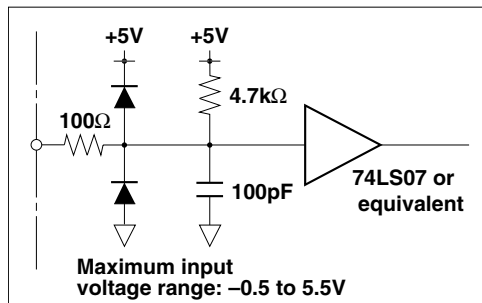 +5V
+5V
4.7kΩ
100Ω
100pF
74LS07 or
equivalent
Maximum input
voltage range: –0.5 to 5.5V